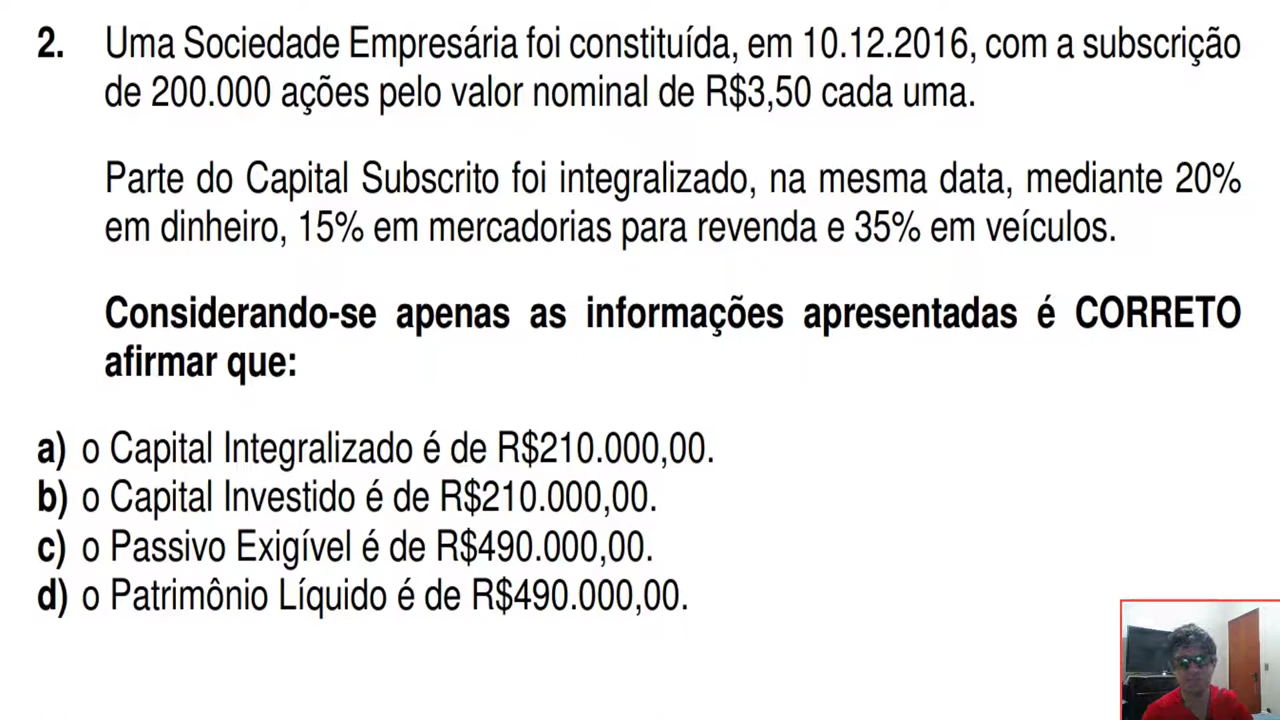 2. Uma Sociedade Empresária foi constituída, em 10.12.2016, com a subscrição
de 200.000 ações pelo valor nominal de R$3,50 cada uma.
Parte do Capital Subscrito foi integralizado, na mesma data, mediante 20%
em dinheiro, 15% em mercadorias para revenda e 35% em veículos.
Considerando-se apenas as informações apresentadas é CORRETO
afirmar que:
a) o Capital Integralizado é de R$210.000,00.
b) o Capital Investido é de R$210.000,00.
c) o Passivo Exigível é de R$490.000,00.
d) o Patrimônio Líquido é de R$490.000,00.